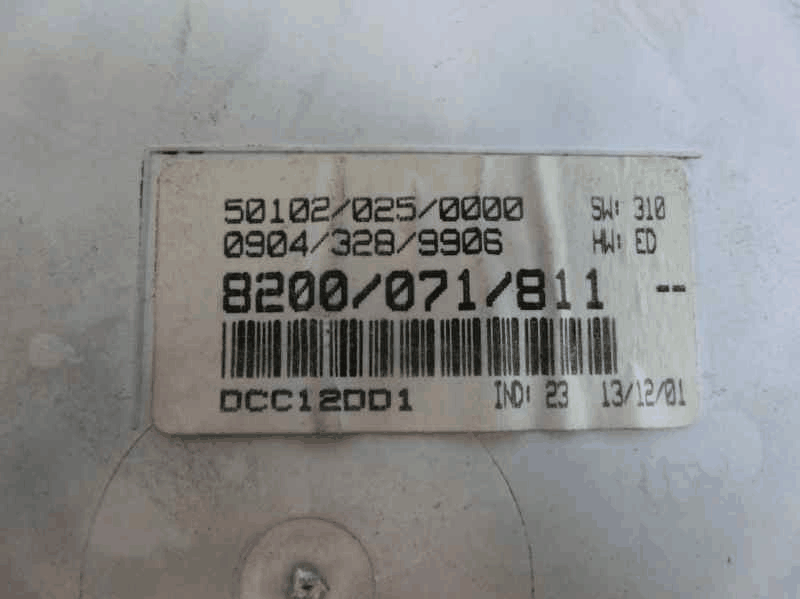 50102/025/0000 SW: 310
0904/328/9906 HW: ED
8200/071/811 --
DCC12DD1 IND: 23 13/12/01